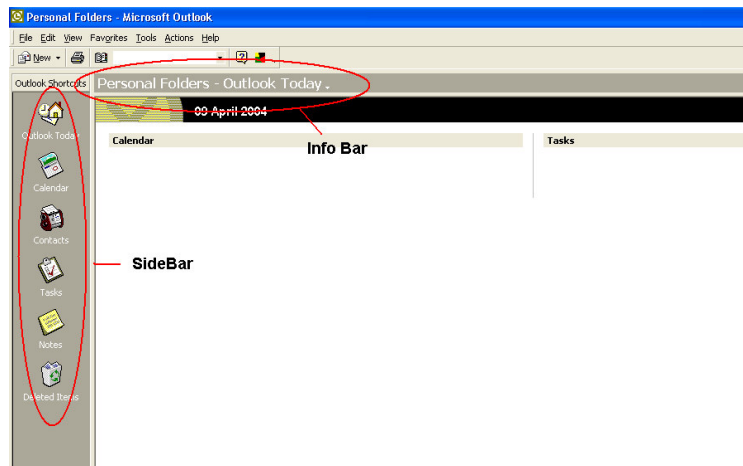 Personal Folders - Microsoft Outlook
File Edit View Favorites Tools Actions Help
New
Outlook Shortcuts
Personal Folders - Outlook Today .
09 April 2004
Outlook Today
Calendar
Tasks
Info Bar
Calendar
Contacts
SideBar
Tasks
Notes
Deleted Items